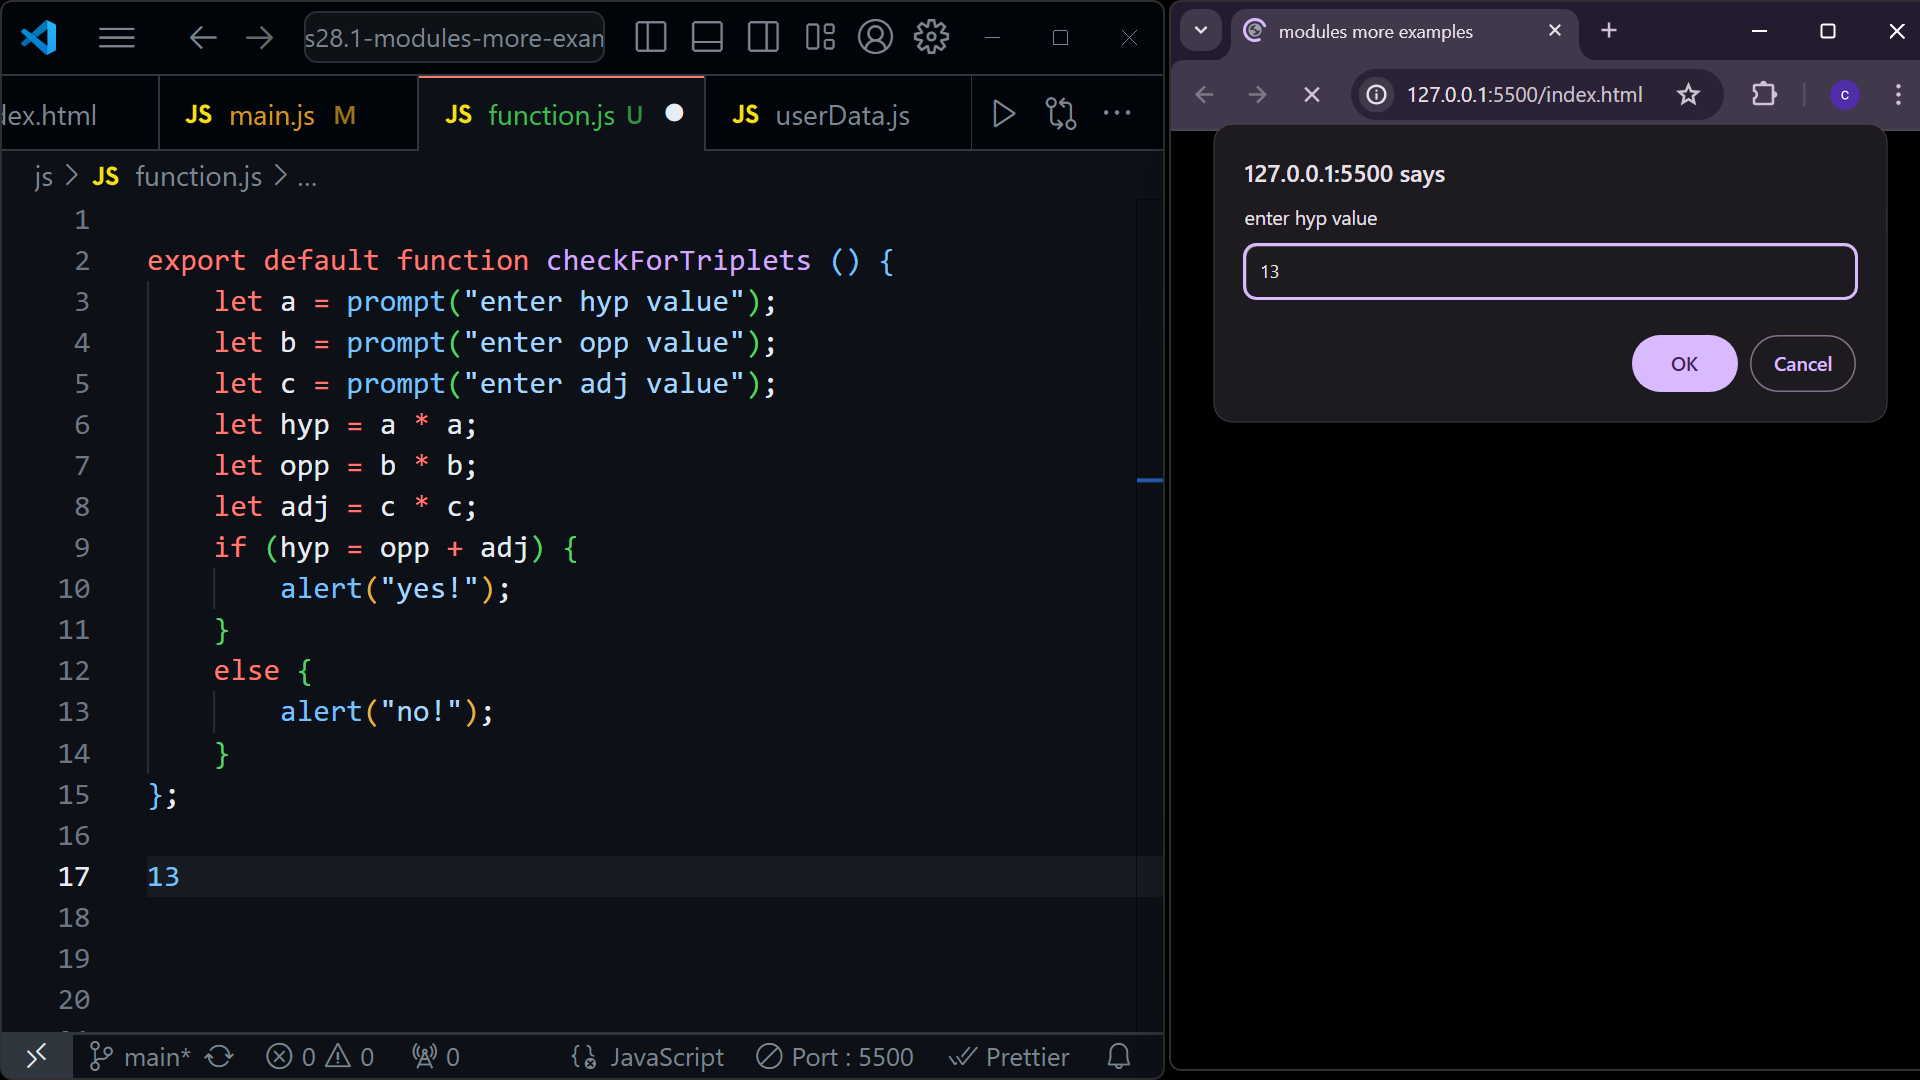 s28.1-modules-more-exan
dex.html
JS main.js M
JS function.js U
JS userData.js
js > JS function.js > ...
1
2 export default function checkForTriplets () {
3 let a = prompt("enter hyp value");
4 let b = prompt("enter opp value");
5 let c = prompt("enter adj value");
6 let hyp = a * a;
7 let opp = b * b;
8 let adj = c * c;
9 if (hyp = opp + adj) {
10 alert("yes!");
11 }
12 else {
13 alert("no!");
14 }
15 };
16
17 13
18
19
20
main* 0 0 0 JavaScript Port : 5500 Prettier
modules more examples
127.0.0.1:5500/index.html
c
127.0.0.1:5500 says
enter hyp value
13
OK Cancel